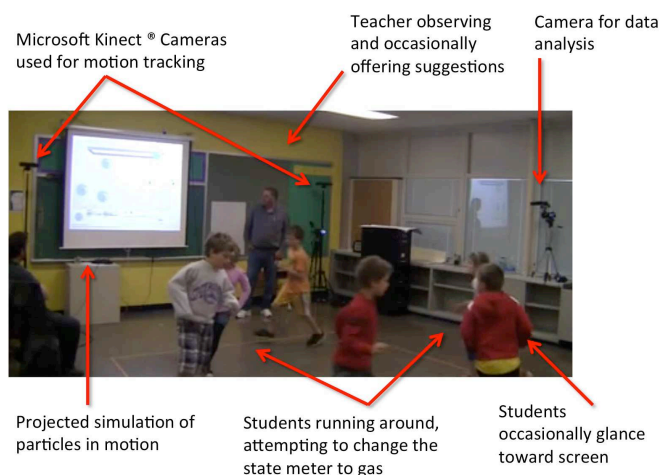 Microsoft Kinect ® Cameras
used for motion tracking
Teacher observing
and occasionally
offering suggestions
Camera for data
analysis
Projected simulation of
particles in motion
Students running around,
attempting to change the
state meter to gas
Students
occasionally glance
toward screen